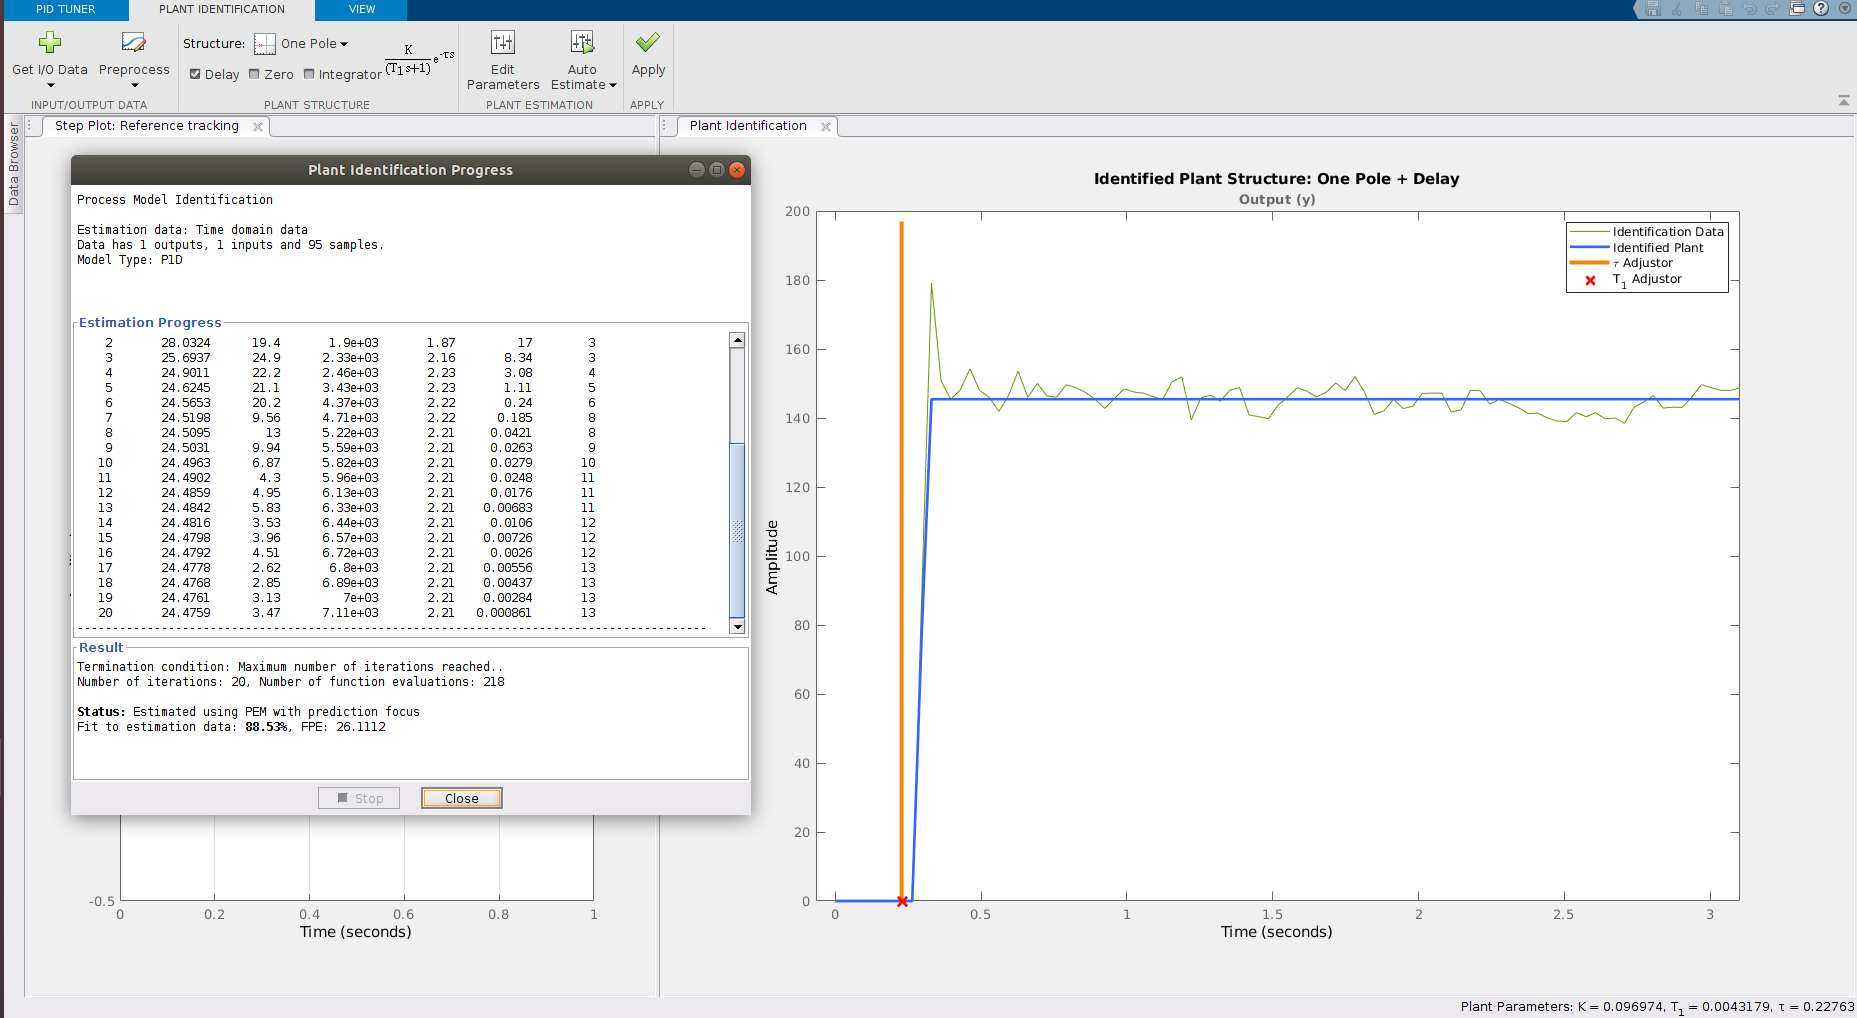 PID TUNER
PLANT IDENTIFICATION
VIEW
Get I/O Data
Preprocess
INPUT/OUTPUT DATA
Structure: One Pole
Delay Zero Integrator
K
(T1s+1) e-τs
PLANT STRUCTURE
Edit Parameters
Auto Estimate
PLANT ESTIMATION
Apply
APPLY
Data Browser
Step Plot: Reference tracking
Plant Identification
Plant Identification Progress
Process Model Identification
Estimation data: Time domain data
Data has 1 outputs, 1 inputs and 95 samples.
Model Type: P1D
Estimation Progress
2 28.0324 19.4 1.9e+03 1.87 17 3
3 25.6937 24.9 2.33e+03 2.16 8.34 3
4 24.9011 22.2 2.46e+03 2.23 3.08 4
5 24.6245 21.1 3.43e+03 2.23 1.11 5
6 24.5653 20.2 4.37e+03 2.22 0.24 6
7 24.5198 9.56 4.71e+03 2.22 0.185 8
8 24.5095 13 5.22e+03 2.21 0.0421 8
9 24.5031 9.94 5.59e+03 2.21 0.0263 9
10 24.4963 6.87 5.82e+03 2.21 0.0279 10
11 24.4902 4.3 5.96e+03 2.21 0.0248 11
12 24.4859 4.95 6.13e+03 2.21 0.0176 11
13 24.4842 5.83 6.33e+03 2.21 0.00683 11
14 24.4816 3.53 6.44e+03 2.21 0.0106 12
15 24.4798 3.96 6.57e+03 2.21 0.00726 12
16 24.4792 4.51 6.72e+03 2.21 0.0026 12
17 24.4778 2.62 6.8e+03 2.21 0.00556 13
18 24.4768 2.85 6.89e+03 2.21 0.00437 13
19 24.4761 3.13 7e+03 2.21 0.00284 13
20 24.4759 3.47 7.11e+03 2.21 0.000861 13
------------------------------------------------------------------------------------------
Result
Termination condition: Maximum number of iterations reached..
Number of iterations: 20, Number of function evaluations: 218
Status: Estimated using PEM with prediction focus
Fit to estimation data: 88.53%, FPE: 26.1112
Stop
Close
-0.5
0 0.2 0.4 0.6 0.8 1
Time (seconds)
Identified Plant Structure: One Pole + Delay
Output (y)
Identification Data
Identified Plant
τ Adjustor
T1 Adjustor
Amplitude
200
180
160
140
120
100
80
60
40
20
0
0 0.5 1 1.5 2 2.5 3
Time (seconds)
Plant Parameters: K = 0.096974, T1 = 0.0043179, τ = 0.22763